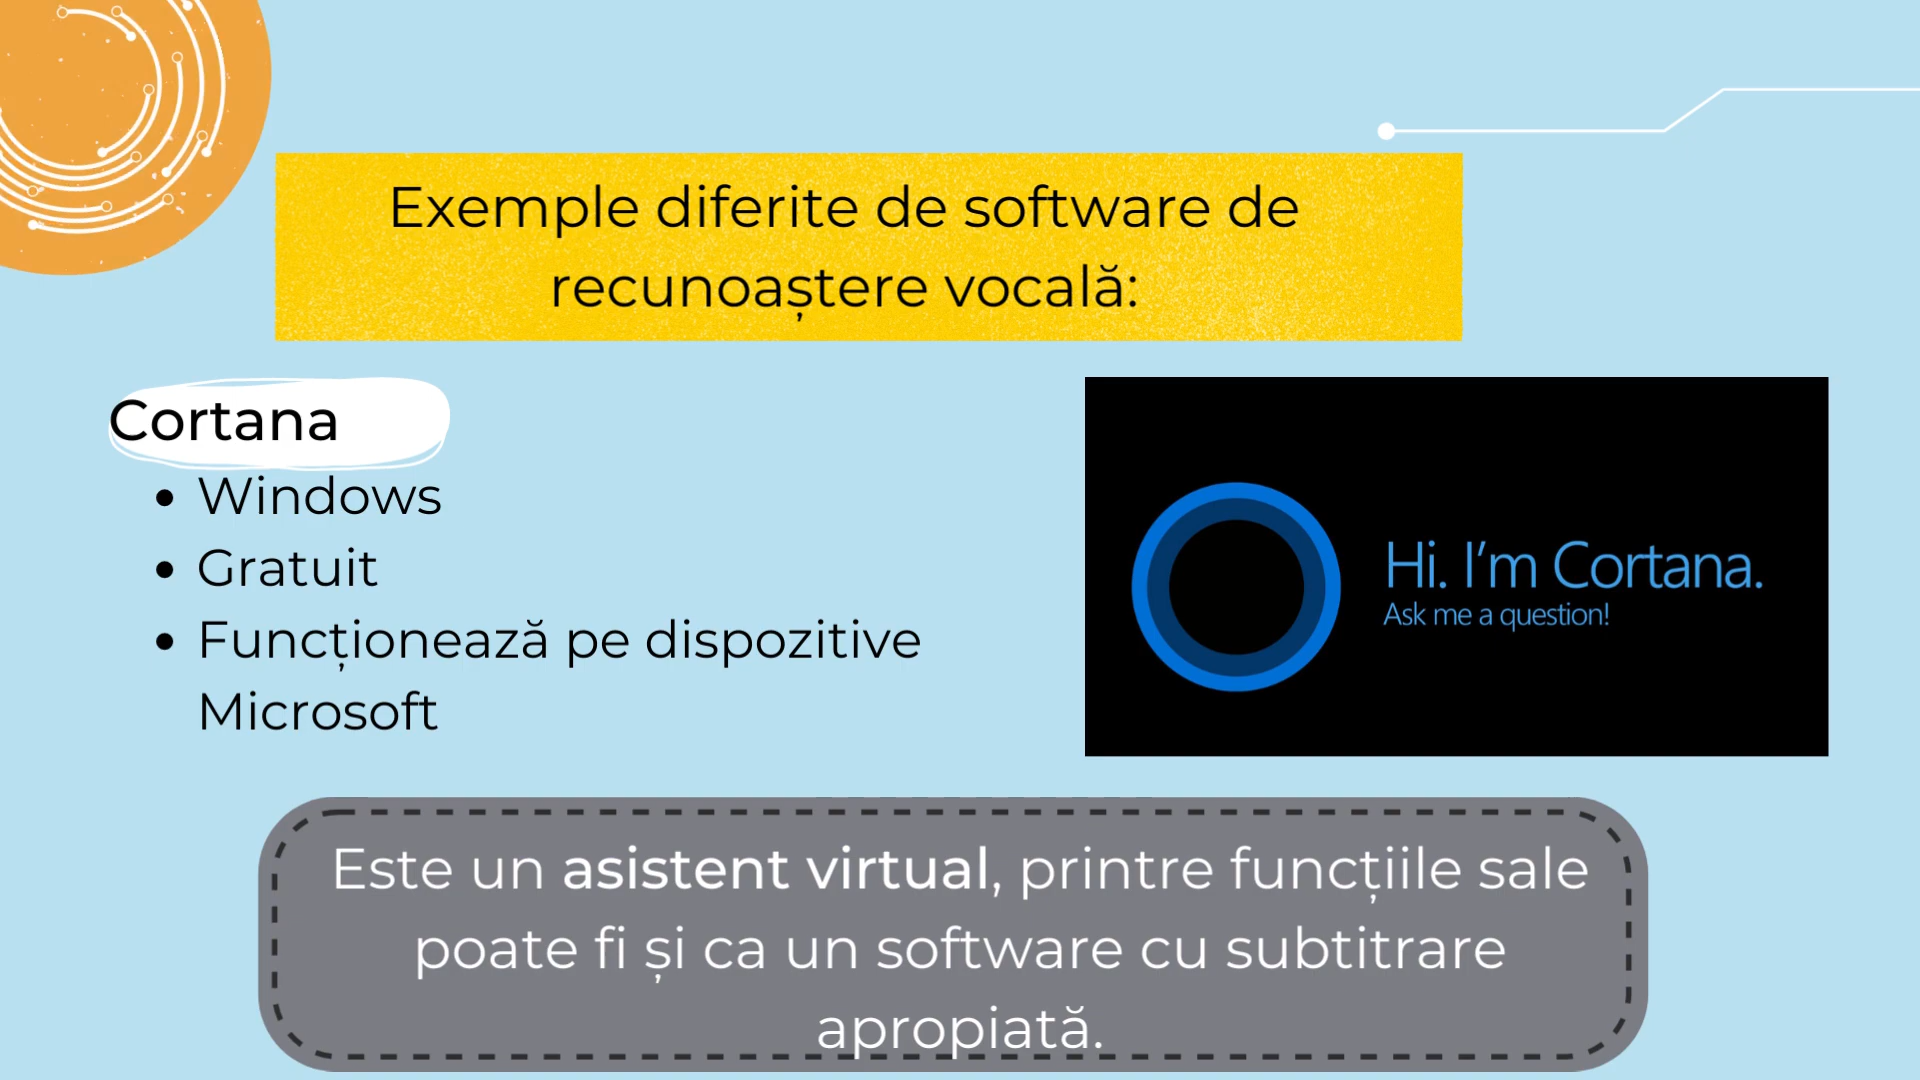 Exemple diferite de software de
recunoaștere vocală:
Cortana
• Windows
• Gratuit
• Funcționează pe dispozitive
Microsoft
Hi. I'm Cortana.
Ask me a question!
Este un asistent virtual, printre funcțiile sale
poate fi și ca un software cu subtitrare
apropiată.